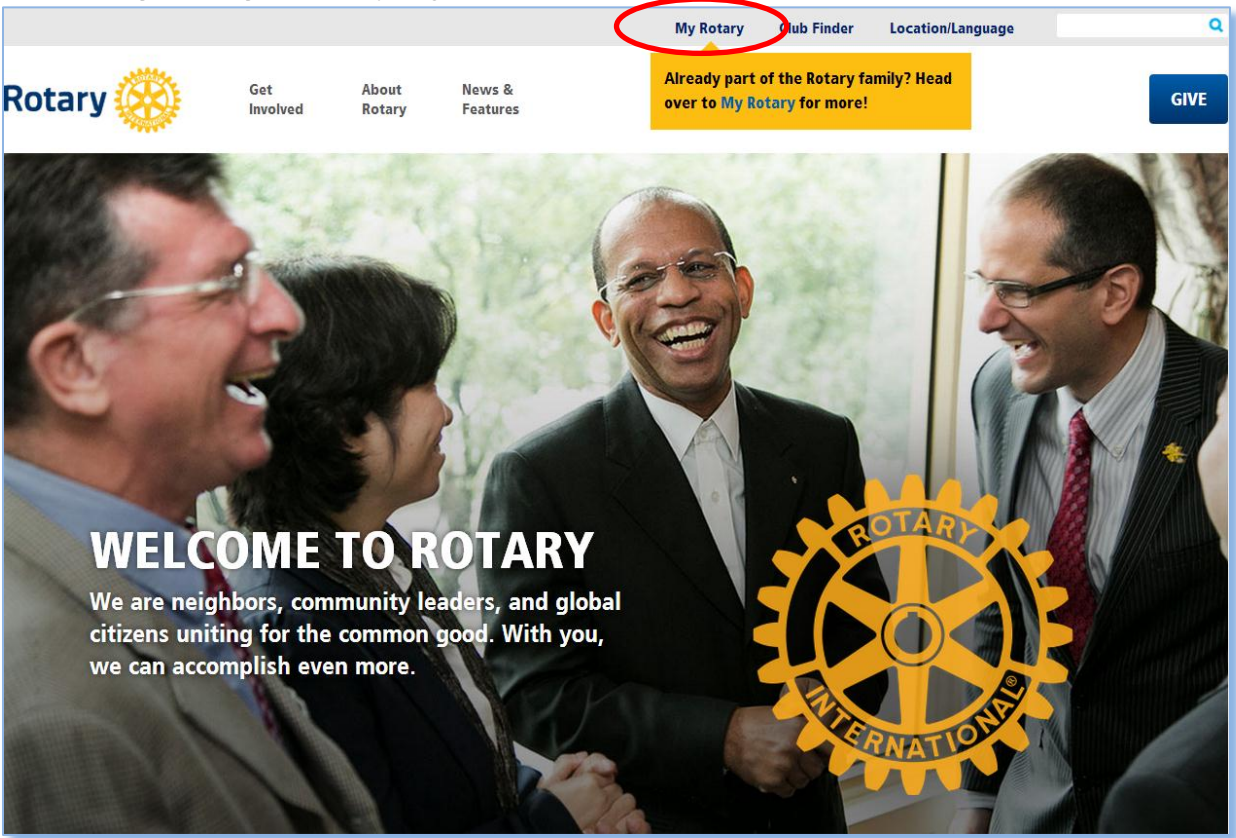 My Rotary Club Finder Location/Language
Rotary
Get
Involved
About
Rotary
News &
Features
Already part of the Rotary family? Head
over to My Rotary for more!
GIVE
WELCOME TO ROTARY
We are neighbors, community leaders, and global
citizens uniting for the common good. With you,
we can accomplish even more.
ROTARY
INTERNATIONAL®